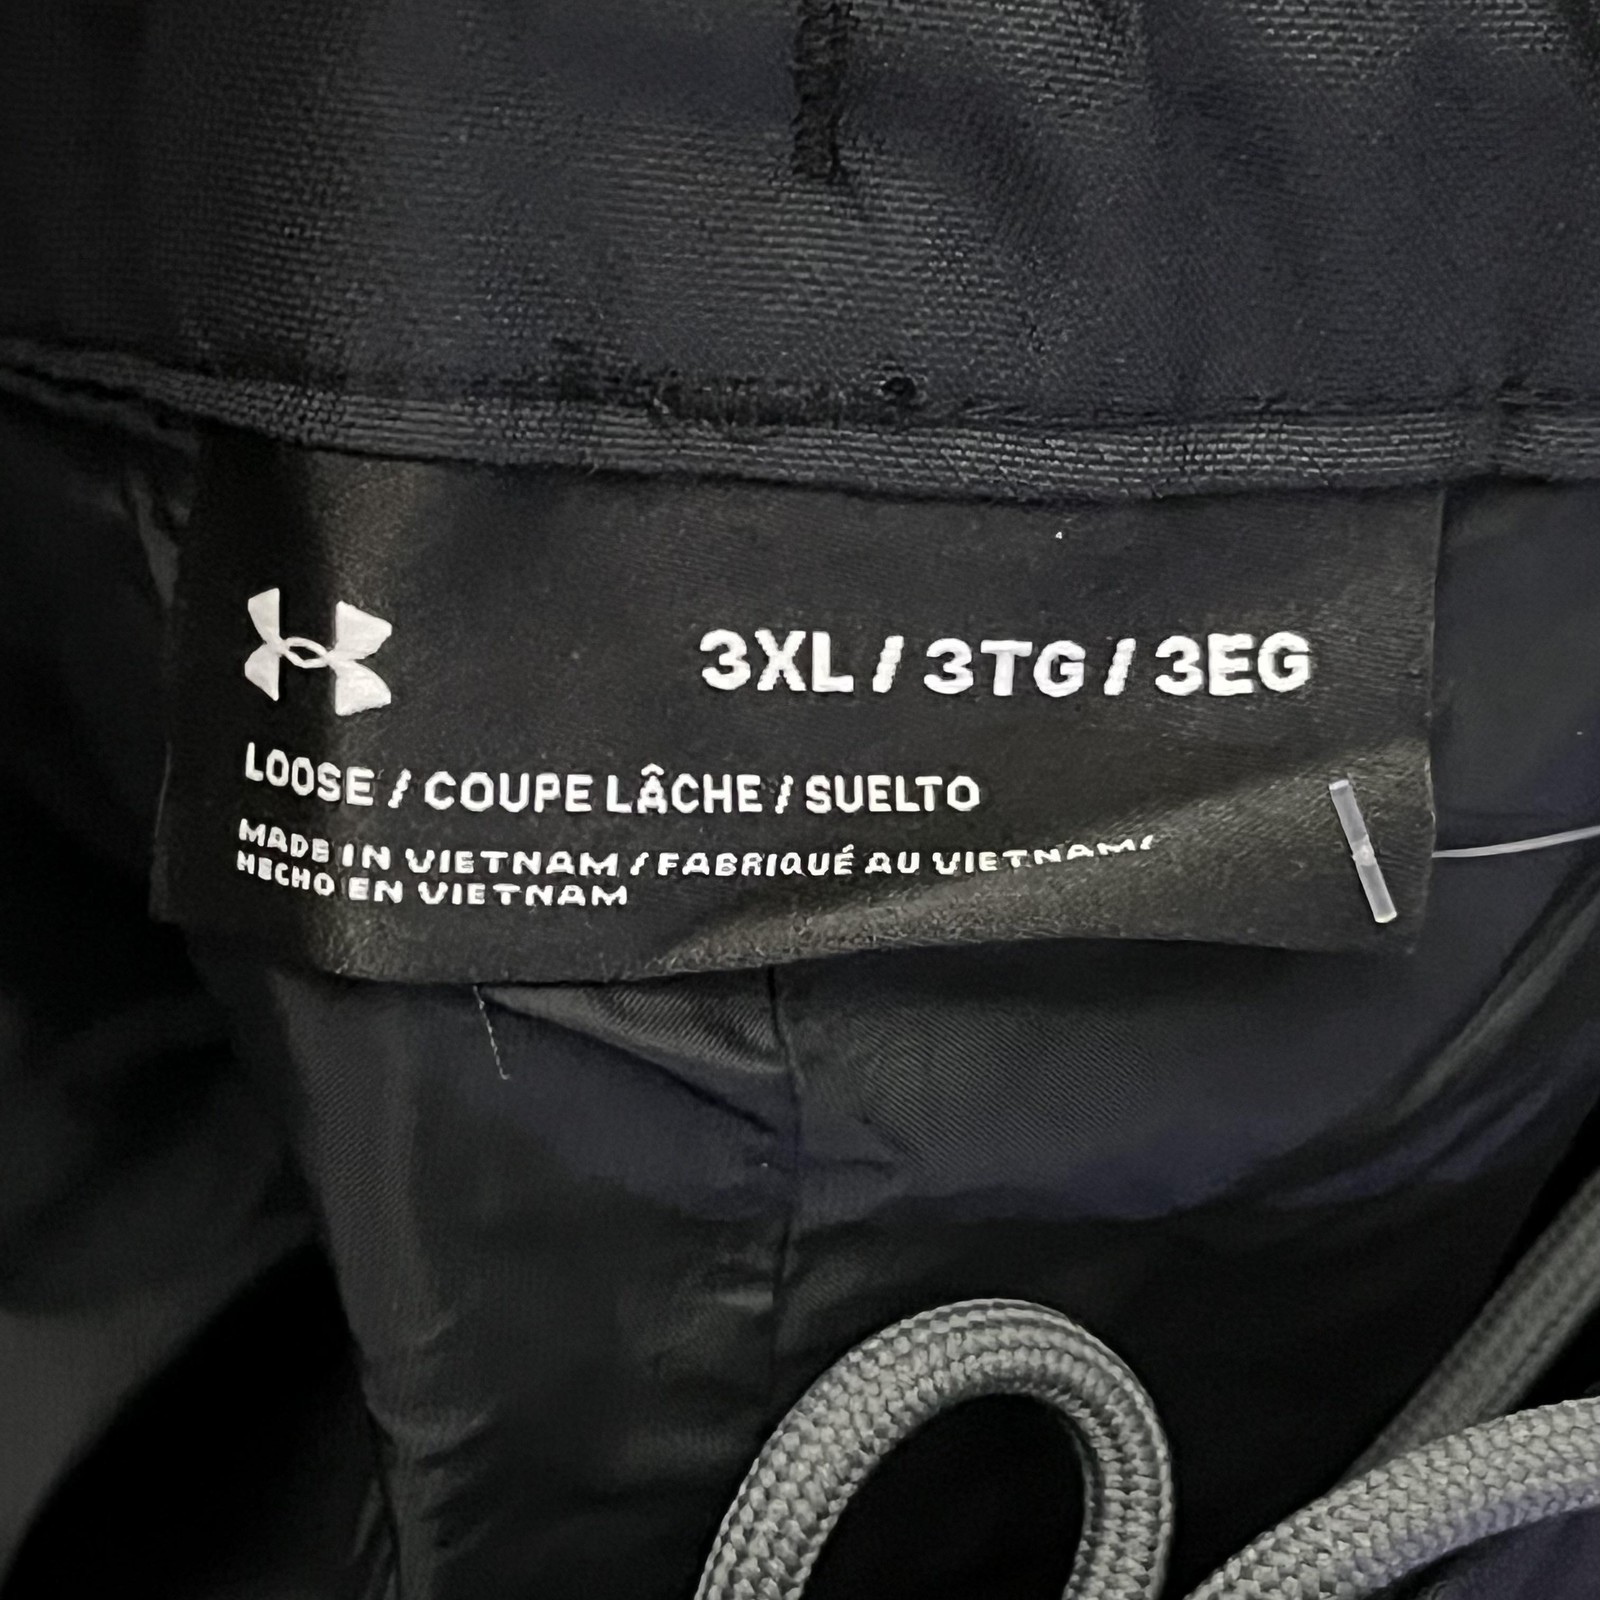 3XL / 3TG / 3EG
LOOSE / COUPE LÂCHE / SUELTO
MADE IN VIETNAM / FABRIQUÉ AU VIETNAM/
HECHO EN VIETNAM